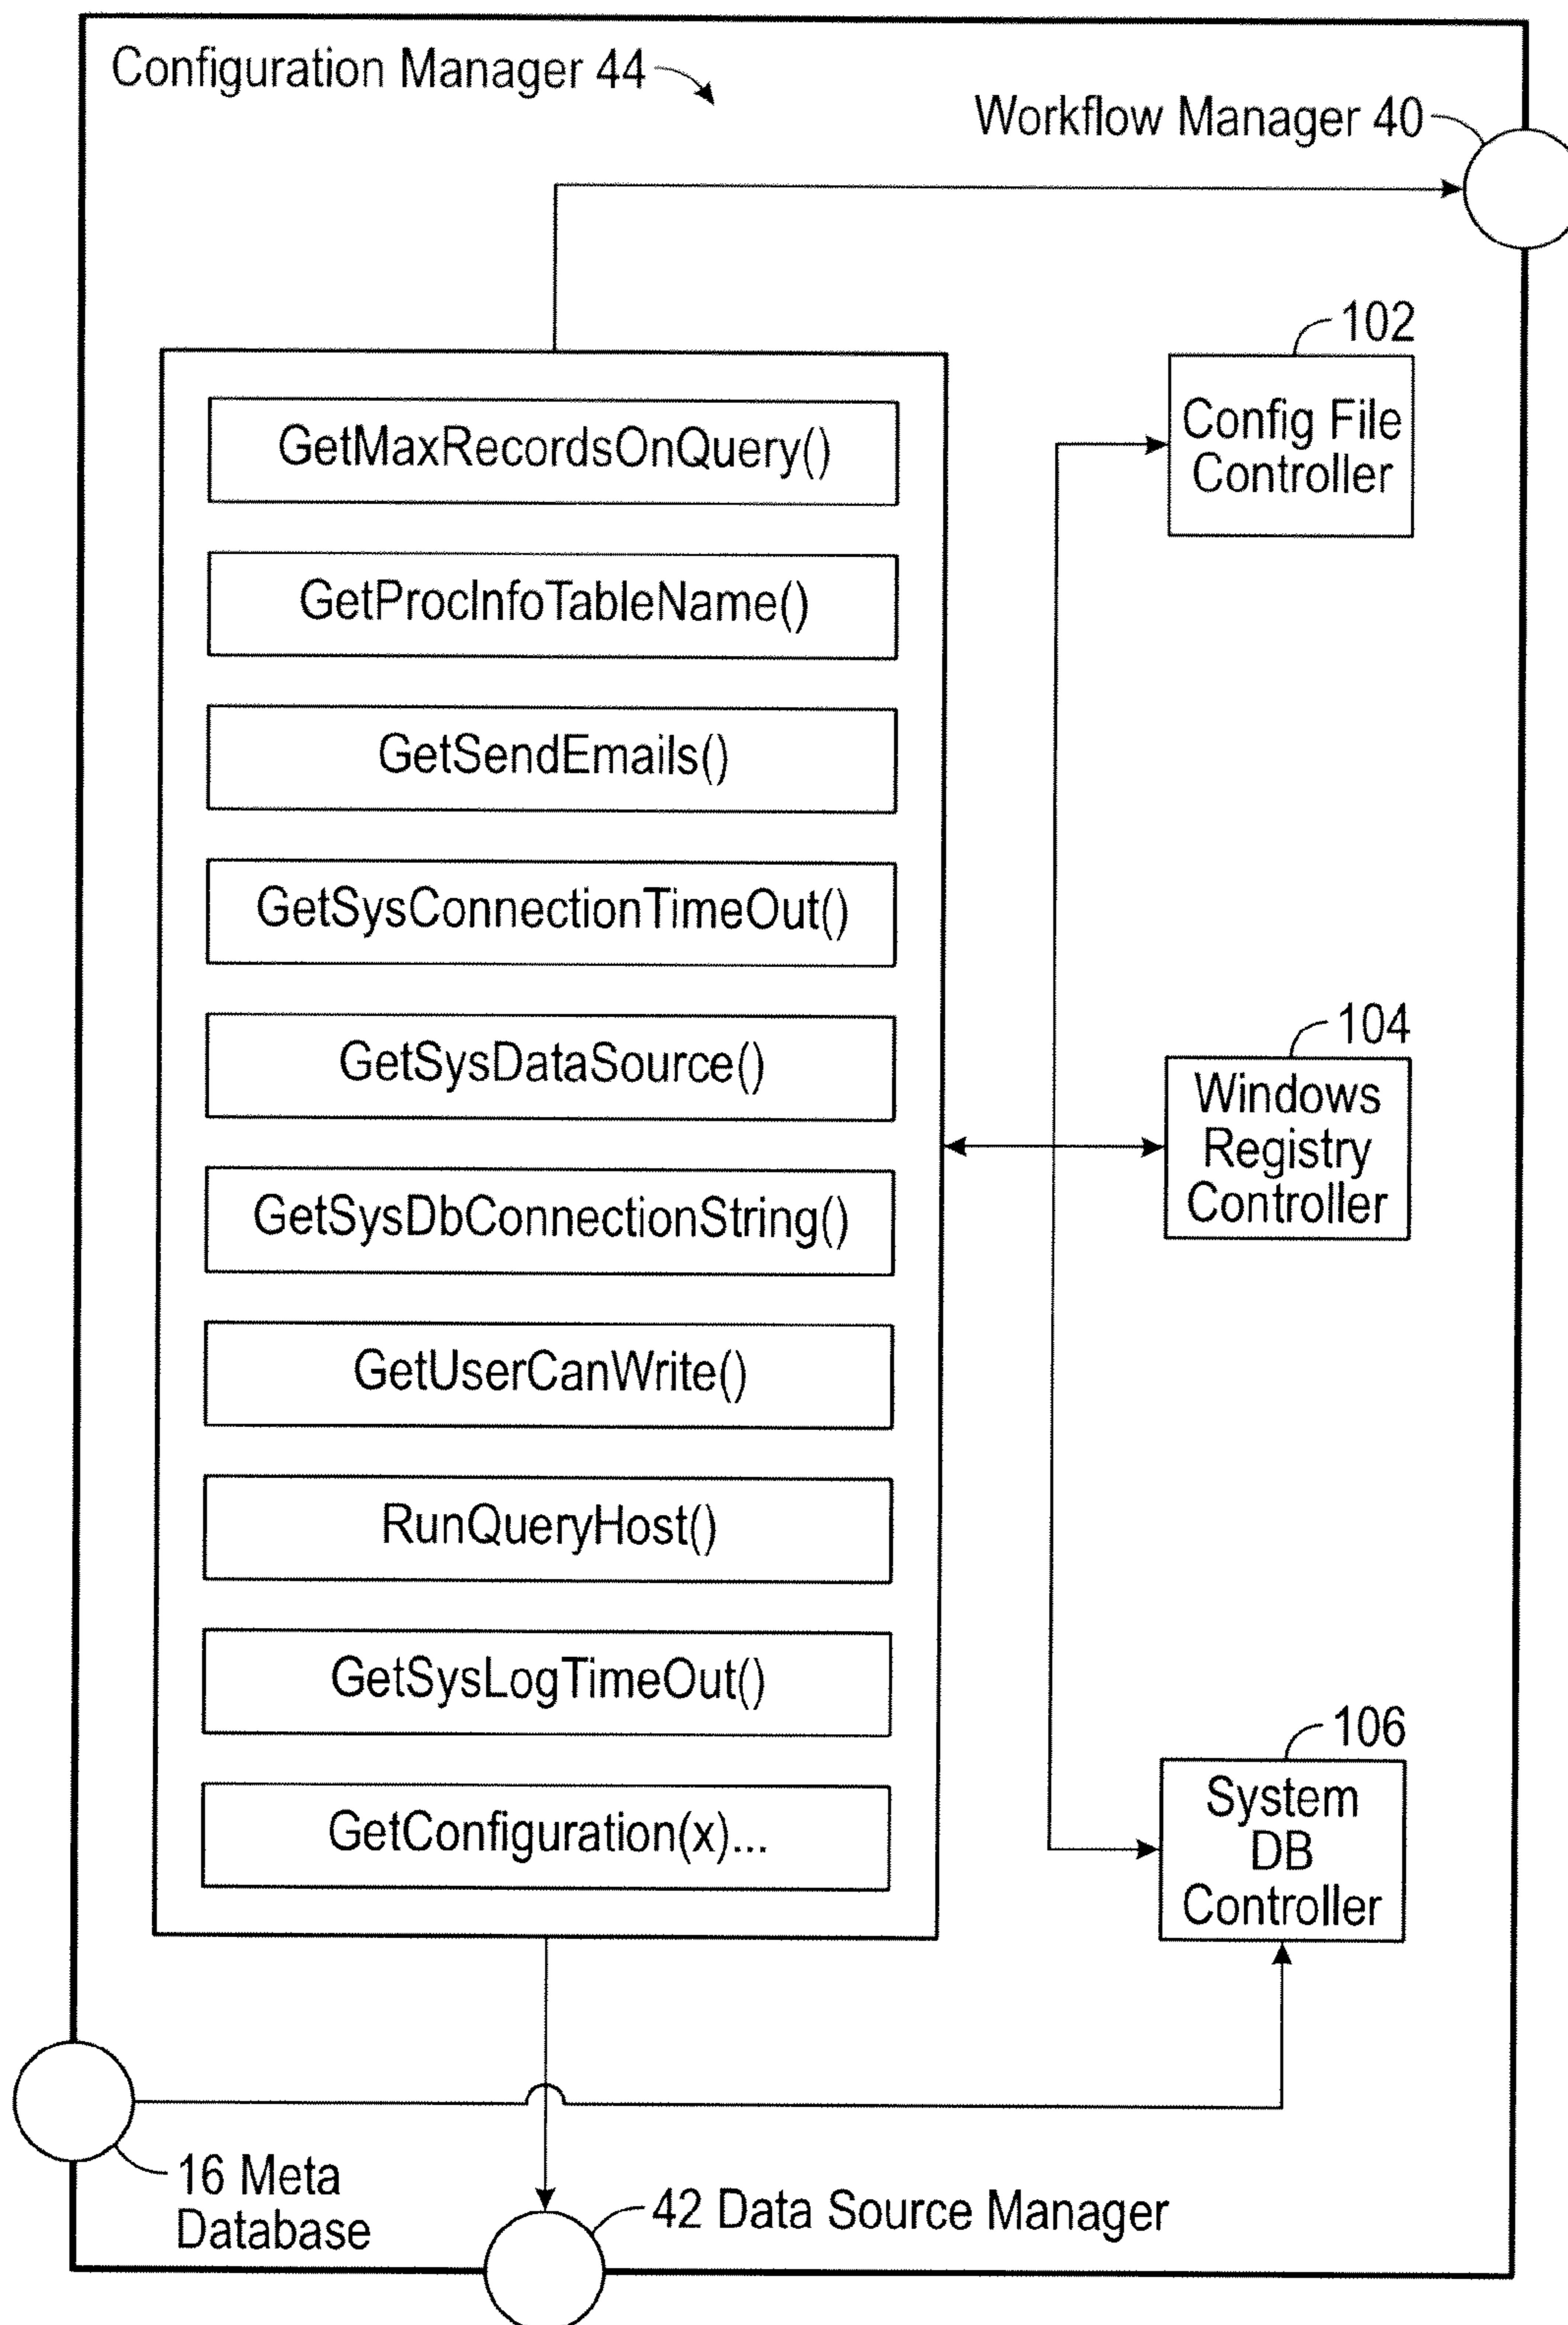 Configuration Manager 44
Workflow Manager 40
102
Config File
Controller
GetMaxRecordsOnQuery()
GetProcInfoTableName()
GetSendEmails()
GetSysConnectionTimeOut()
GetSysDataSource()
GetSysDbConnectionString()
GetUserCanWrite()
RunQueryHost()
GetSysLogTimeOut()
GetConfiguration(x)...
104
Windows
Registry
Controller
106
System
DB
Controller
16 Meta
Database
42 Data Source Manager